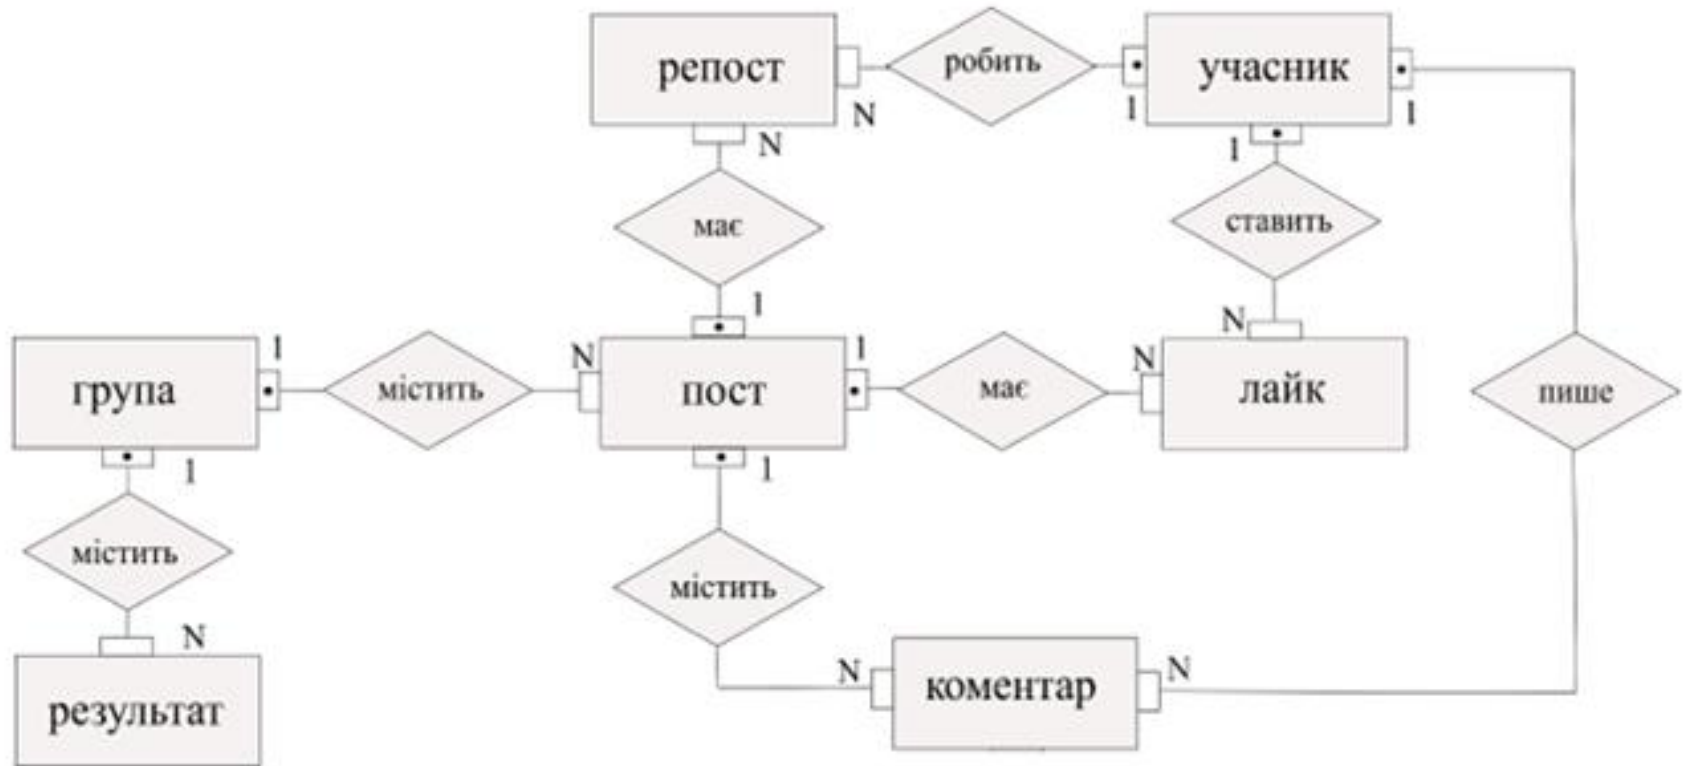 репост
робить
учасник
N
1
1
N
1
має
ставить
1
N
група
1
містить
N
пост
1
має
N
лайк
пише
1
1
містить
містить
N
результат
N
коментар
N